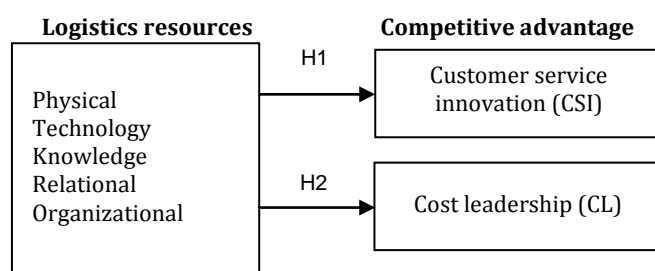 Logistics resources
Competitive advantage
Physical
Technology
Knowledge
Relational
Organizational
H1
H2
Customer service
innovation (CSI)
Cost leadership (CL)